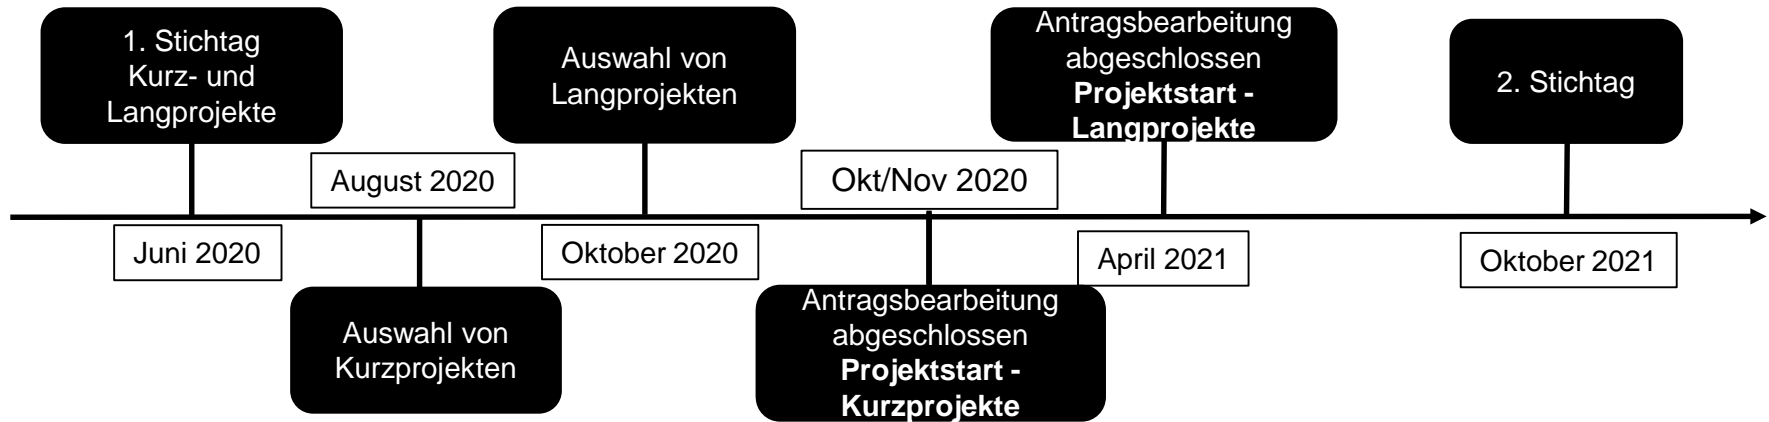 1. Stichtag
Kurz- und
Langprojekte
Juni 2020
August 2020
Auswahl von
Kurzprojekten
Auswahl von
Langprojekten
Oktober 2020
Okt/Nov 2020
Antragsbearbeitung
abgeschlossen
Projektstart -
Kurzprojekte
Antragsbearbeitung
abgeschlossen
Projektstart -
Langprojekte
April 2021
2. Stichtag
Oktober 2021